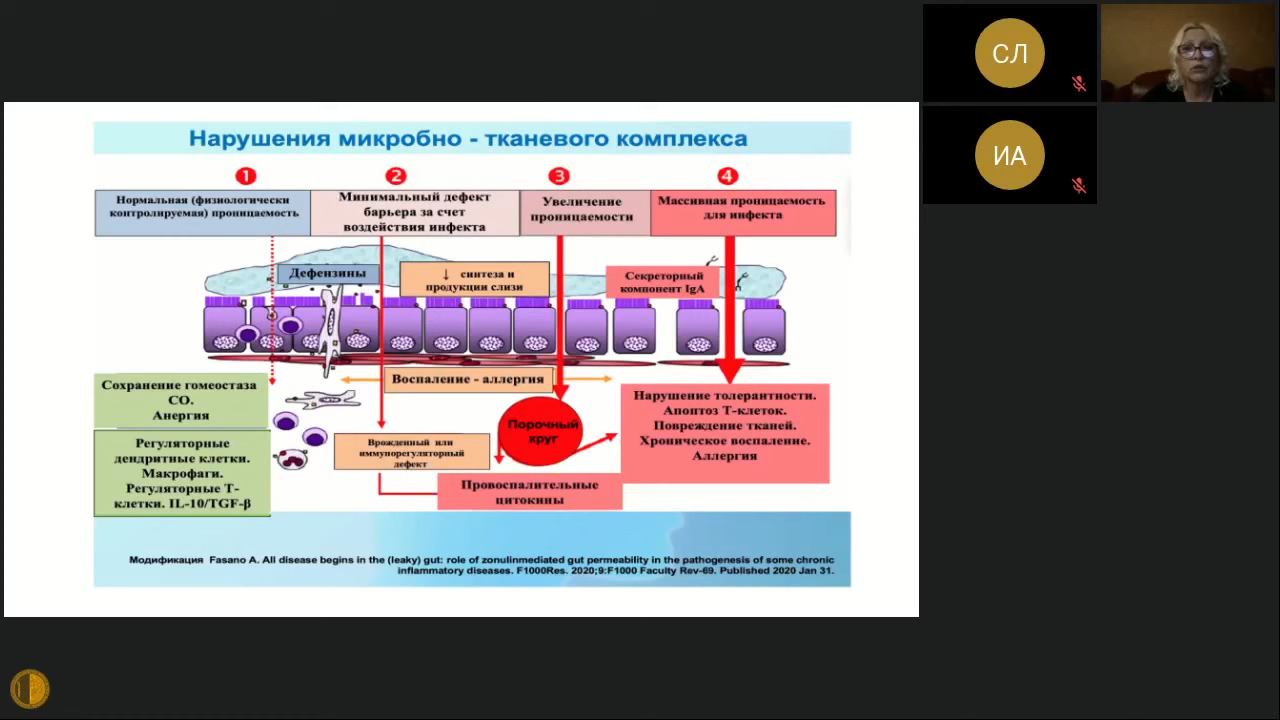 Нарушения микробно - тканевого комплекса
1
2
3
4
Нормальная (физиологически
контролируемая) проницаемость
Минимальный дефект
барьера за счет
воздействия инфекта
Увеличение
проницаемости
Массивная проницаемость
для инфекта
Дефензины
↓ синтеза и
продукции слизи
Секреторный
компонент IgA
Воспаление - аллергия
Сохранение гомеостаза
СО.
Анергия
Регуляторные
дендритные клетки.
Макрофаги.
Регуляторные Т-
клетки. IL-10/TGF-β
Врожденный или
иммунорегуляторный
дефект
Порочный
круг
Провоспалительные
цитокины
Нарушение толерантности.
Апоптоз Т-клеток.
Повреждение тканей.
Хроническое воспаление.
Аллергия
Модификация Fasano A. All disease begins in the (leaky) gut: role of zonulinmediated gut permeability in the pathogenesis of some chronic
inflammatory diseases. F1000Res. 2020;9:F1000 Faculty Rev-69. Published 2020 Jan 31.
СЛ
ИА